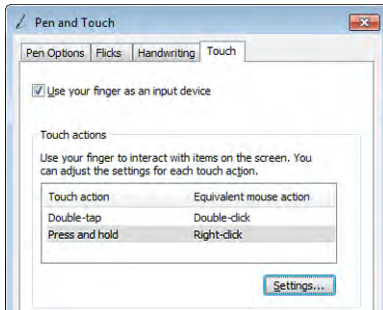 Pen and Touch
Pen Options Flicks Handwriting Touch
Use your finger as an input device
Touch actions
Use your finger to interact with items on the screen. You
can adjust the settings for each touch action.
Touch action Equivalent mouse action
Double-tap Double-click
Press and hold Right-click
Settings...